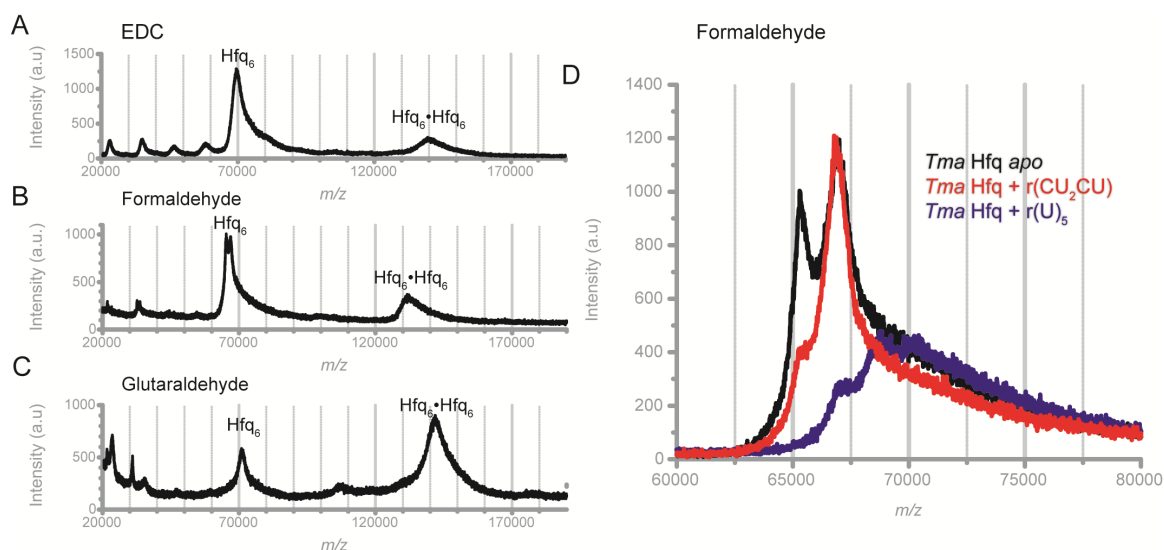 A
EDC
Intensity (a.u)
1500
1000
500
0
Hfq₆
Hfq₆•Hfq₆
20000 70000 120000 170000
m/z
B
Formaldehyde
Intensity (a.u.)
1000
500
0
Hfq₆
Hfq₆•Hfq₆
20000 70000 120000 170000
m/z
C
Glutaraldehyde
Intensity (a.u)
1000
500
0
Hfq₆
Hfq₆•Hfq₆
20000 70000 120000 170000
m/z
Formaldehyde
D
Intensity (a.u)
1400
1200
1000
800
600
400
200
0
Tma Hfq apo
Tma Hfq + r(CU₂CU)
Tma Hfq + r(U)₅
60000 65000 70000 75000 80000
m/z